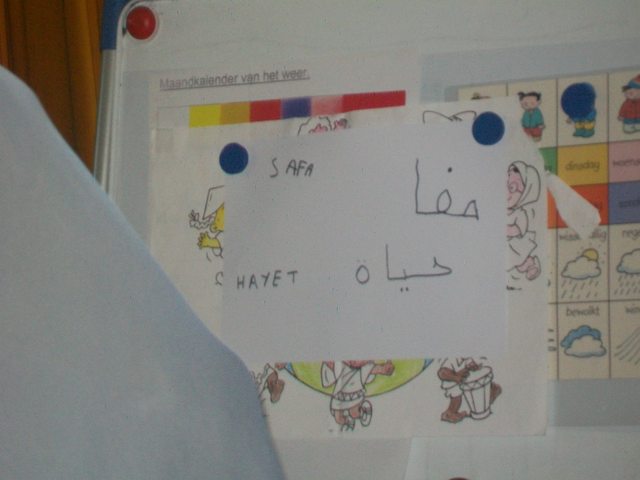 Maandkalender van het weer.
SAFA صفا
HAYET حياة
dinsdag
bewolkt